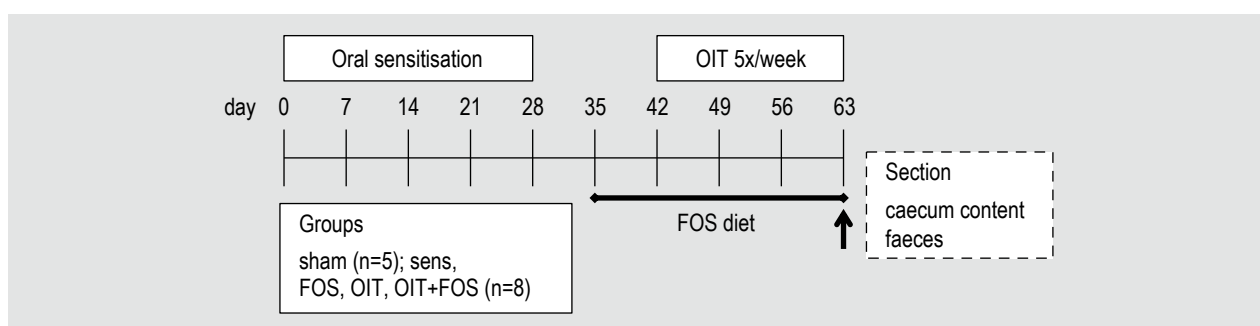 Oral sensitisation
OIT 5x/week
day 0 7 14 21 28 35 42 49 56 63
Groups
sham (n=5); sens,
FOS, OIT, OIT+FOS (n=8)
FOS diet
Section
caecum content
faeces